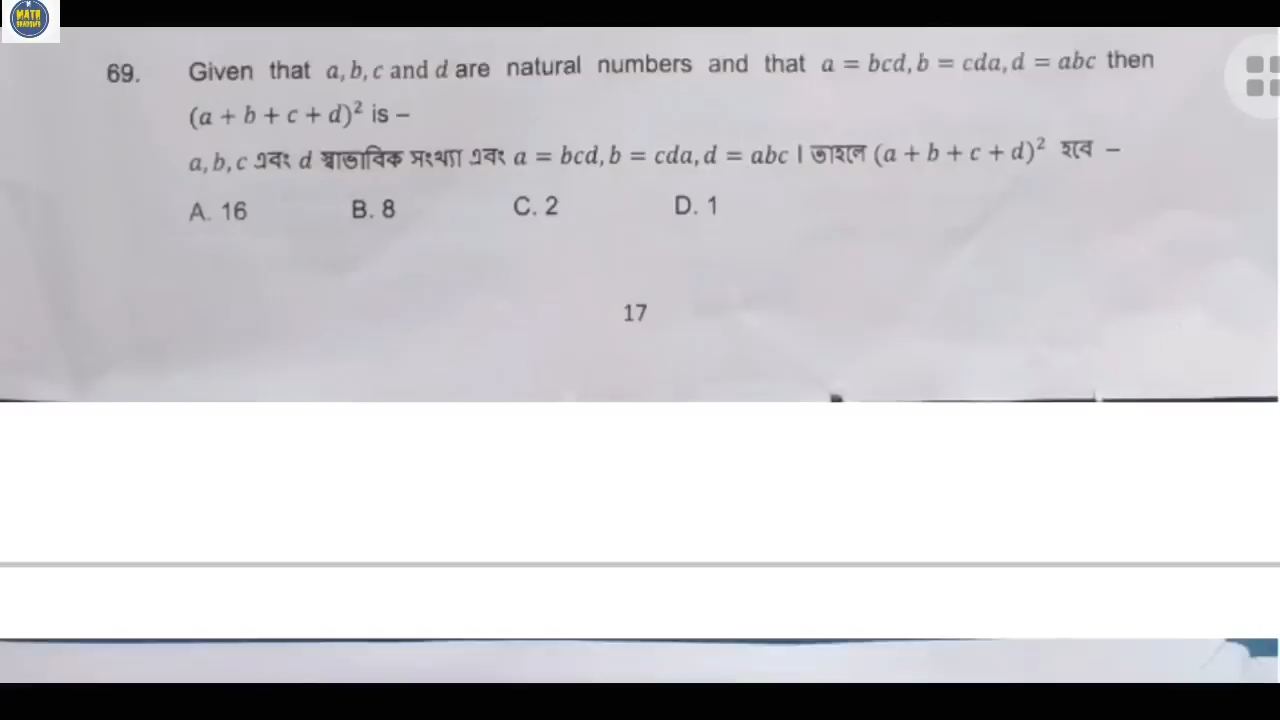 MATH
69. Given that a, b, c and d are natural numbers and that a = bcd, b = cda, d = abc then
(a + b + c + d)² is –
a, b, c এবং d স্বাভাবিক সংখ্যা এবং a = bcd, b = cda, d = abc। তাহলে (a + b + c + d)² হবে –
A. 16 B. 8 C. 2 D. 1
17